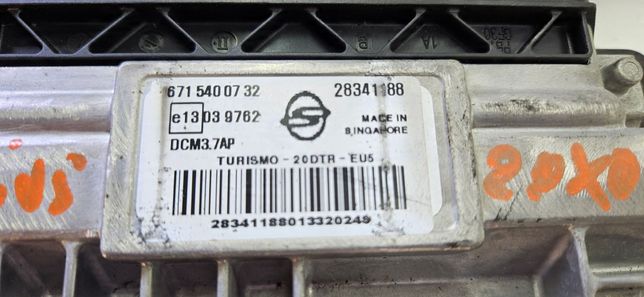 671 540 07 32 28341188
e13 03 9762 MADE IN
SINGAPORE
DCM3.7AP
TURISMO - 20DTR - EU5
28341188013320249